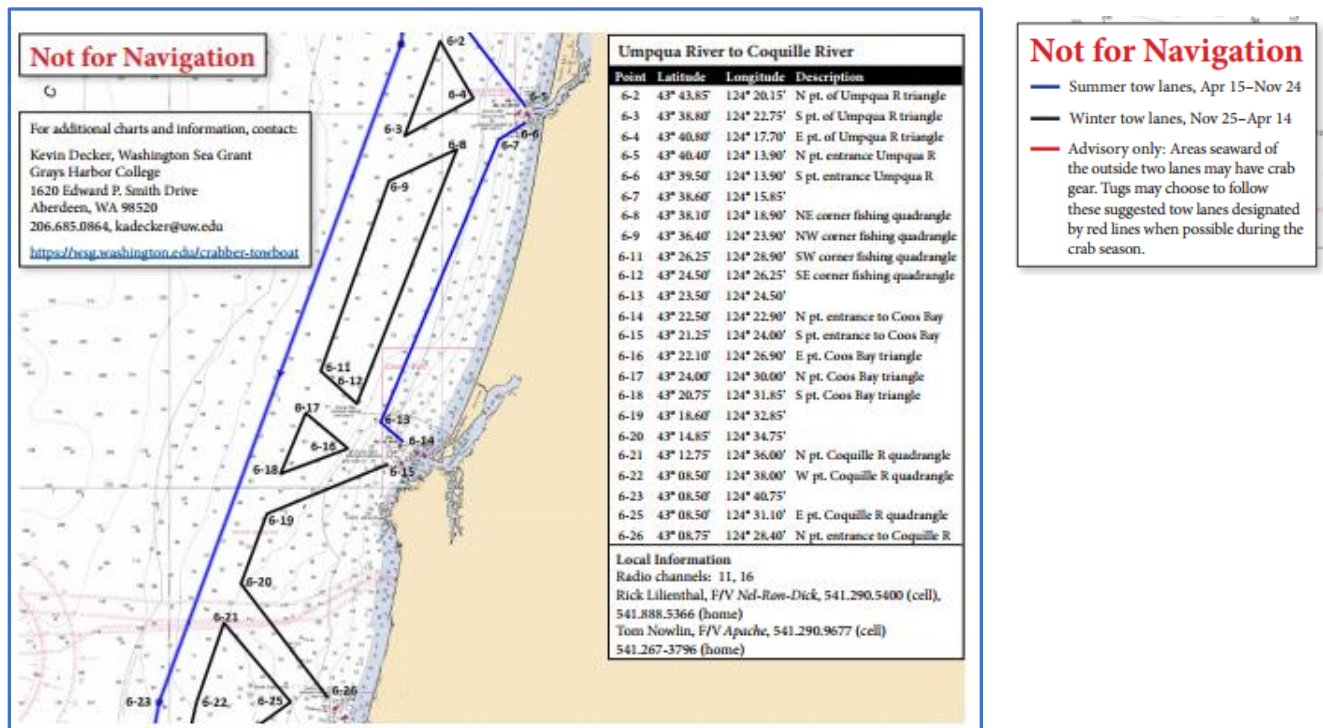 Not for Navigation
For additional charts and information, contact:
Kevin Decker, Washington Sea Grant
Grays Harbor College
1620 Edward P. Smith Drive
Aberdeen, WA 98520
206.685.0864, kadecker@uw.edu
https://wsg.washington.edu/crabber-towboat
6-2
6-4
6-3
6-5
6-6
6-7
6-8
6-9
6-11
6-12
6-17
6-13
6-16
6-14
6-18
6-15
6-19
6-20
6-21
6-26
6-23
6-22
6-25
Umpqua River to Coquille River
Point Latitude Longitude Description
6-2 43° 43.85' 124° 20.15' N pt. of Umpqua R triangle
6-3 43° 38.80' 124° 22.75' S pt. of Umpqua R triangle
6-4 43° 40.80' 124° 17.70' E pt. of Umpqua R triangle
6-5 43° 40.40' 124° 13.90' N pt. entrance Umpqua R
6-6 43° 39.50' 124° 13.90' S pt. entrance Umpqua R
6-7 43° 38.60' 124° 15.85'
6-8 43° 38.10' 124° 18.90' NE corner fishing quadrangle
6-9 43° 36.40' 124° 23.90' NW corner fishing quadrangle
6-11 43° 26.25' 124° 28.90' SW corner fishing quadrangle
6-12 43° 24.50' 124° 26.25' SE corner fishing quadrangle
6-13 43° 23.50' 124° 24.50'
6-14 43° 22.50' 124° 22.90' N pt. entrance to Coos Bay
6-15 43° 21.25' 124° 24.00' S pt. entrance to Coos Bay
6-16 43° 22.10' 124° 26.90' E pt. Coos Bay triangle
6-17 43° 24.00' 124° 30.00' N pt. Coos Bay triangle
6-18 43° 20.75' 124° 31.85' S pt. Coos Bay triangle
6-19 43° 18.60' 124° 32.85'
6-20 43° 14.85' 124° 34.75'
6-21 43° 12.75' 124° 36.00' N pt. Coquille R quadrangle
6-22 43° 08.50' 124° 38.00' W pt. Coquille R quadrangle
6-23 43° 08.50' 124° 40.75'
6-25 43° 08.50' 124° 31.10' E pt. Coquille R quadrangle
6-26 43° 08.75' 124° 28.40' N pt. entrance to Coquille R
Local Information
Radio channels: 11, 16
Rick Lilienthal, F/V Nel-Ron-Dick, 541.290.5400 (cell),
541.888.5366 (home)
Tom Nowlin, F/V Apache, 541.290.9677 (cell)
541.267-3796 (home)
Not for Navigation
Summer tow lanes, Apr 15–Nov 24
Winter tow lanes, Nov 25–Apr 14
Advisory only: Areas seaward of
the outside two lanes may have crab
gear. Tugs may choose to follow
these suggested tow lanes designated
by red lines when possible during the
crab season.